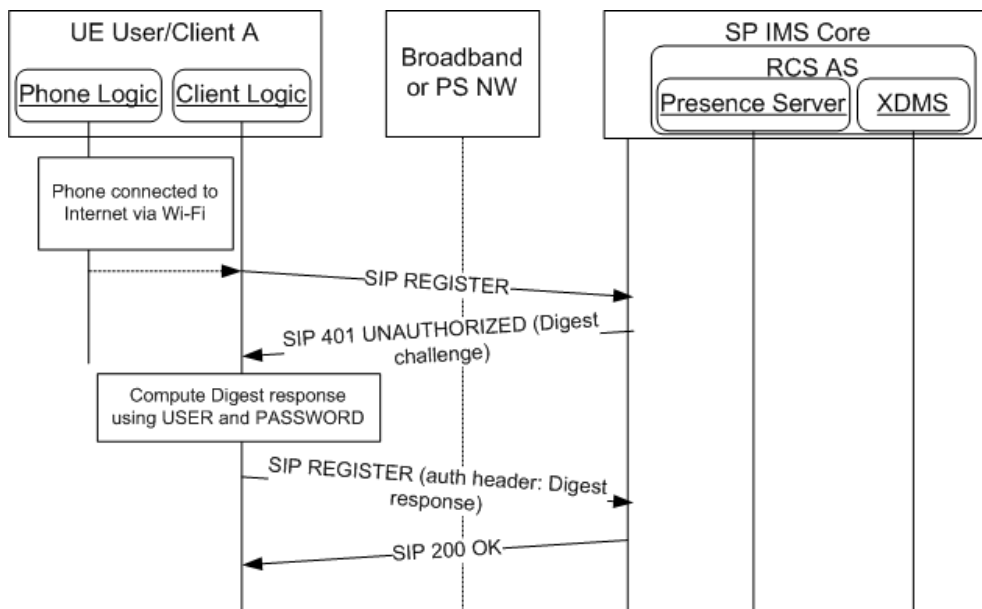 UE User/Client A
Phone Logic
Client Logic
Broadband
or PS NW
SP IMS Core
RCS AS
Presence Server
XDMS
Phone connected to
Internet via Wi-Fi
SIP REGISTER
SIP 401 UNAUTHORIZED (Digest
challenge)
Compute Digest response
using USER and PASSWORD
SIP REGISTER (auth header: Digest
response)
SIP 200 OK